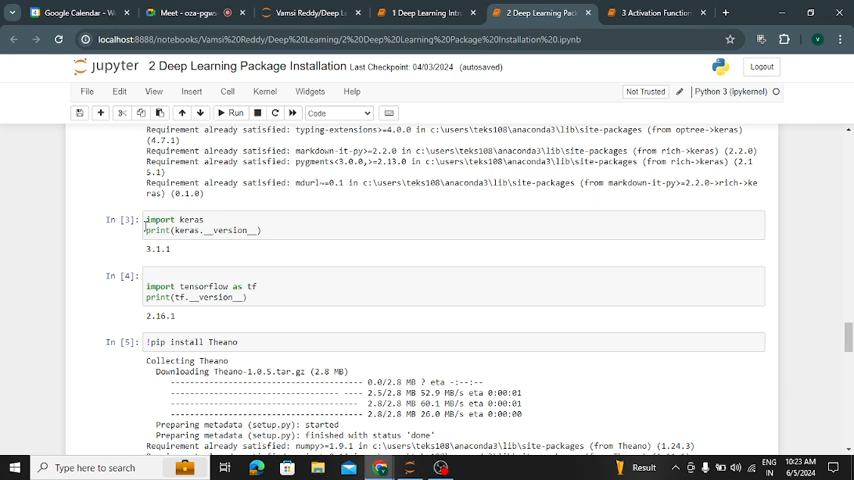 Google Calendar - W
Meet - oza-pgws
Vamsi Reddy/Deep L
1 Deep Learning Intro
2 Deep Learning Pac
3 Activation Function
localhost:8888/notebooks/Vamsi%20Reddy/Deep%20Learning/2%20Deep%20Learning%20Package%20Installation%20.ipynb
jupyter 2 Deep Learning Package Installation Last Checkpoint: 04/03/2024 (autosaved)
Logout
File Edit View Insert Cell Kernel Widgets Help
Not Trusted Python 3 (ipykernel)
Run Code
Requirement already satisfied: typing-extensions>=4.0.0 in c:\users\teks108\anaconda3\lib\site-packages (from optree->keras)
(4.7.1)
Requirement already satisfied: markdown-it-py>=2.2.0 in c:\users\teks108\anaconda3\lib\site-packages (from rich->keras) (2.2.0)
Requirement already satisfied: pygments<3.0.0,>=2.13.0 in c:\users\teks108\anaconda3\lib\site-packages (from rich->keras) (2.1
5.1)
Requirement already satisfied: mdurl~=0.1 in c:\users\teks108\anaconda3\lib\site-packages (from markdown-it-py>=2.2.0->rich->ke
ras) (0.1.0)
In [3]: import keras
print(keras.__version__)
3.1.1
In [4]:
import tensorflow as tf
print(tf.__version__)
2.16.1
In [5]: !pip install Theano
Collecting Theano
Downloading Theano-1.0.5.tar.gz (2.8 MB)
---------------------------------------- 0.0/2.8 MB ? eta -:--:--
----------------------------------- ---- 2.5/2.8 MB 52.9 MB/s eta 0:00:01
---------------------------------------- 2.8/2.8 MB 60.1 MB/s eta 0:00:01
---------------------------------------- 2.8/2.8 MB 26.0 MB/s eta 0:00:00
Preparing metadata (setup.py): started
Preparing metadata (setup.py): finished with status 'done'
Requirement already satisfied: numpy>=1.9.1 in c:\users\teks108\anaconda3\lib\site-packages (from Theano) (1.24.3)
Type here to search
Result
ENG
IN
10:23 AM
6/5/2024